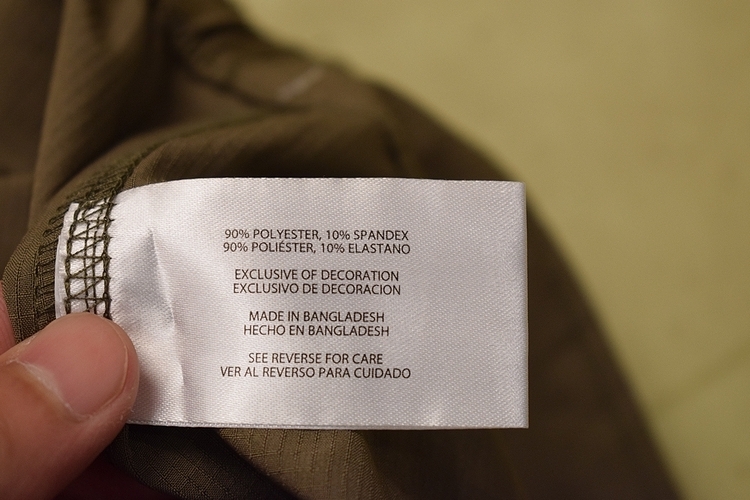 90% POLYESTER, 10% SPANDEX
90% POLIÉSTER, 10% ELASTANO
EXCLUSIVE OF DECORATION
EXCLUSIVO DE DECORACION
MADE IN BANGLADESH
HECHO EN BANGLADESH
SEE REVERSE FOR CARE
VER AL REVERSO PARA CUIDADO